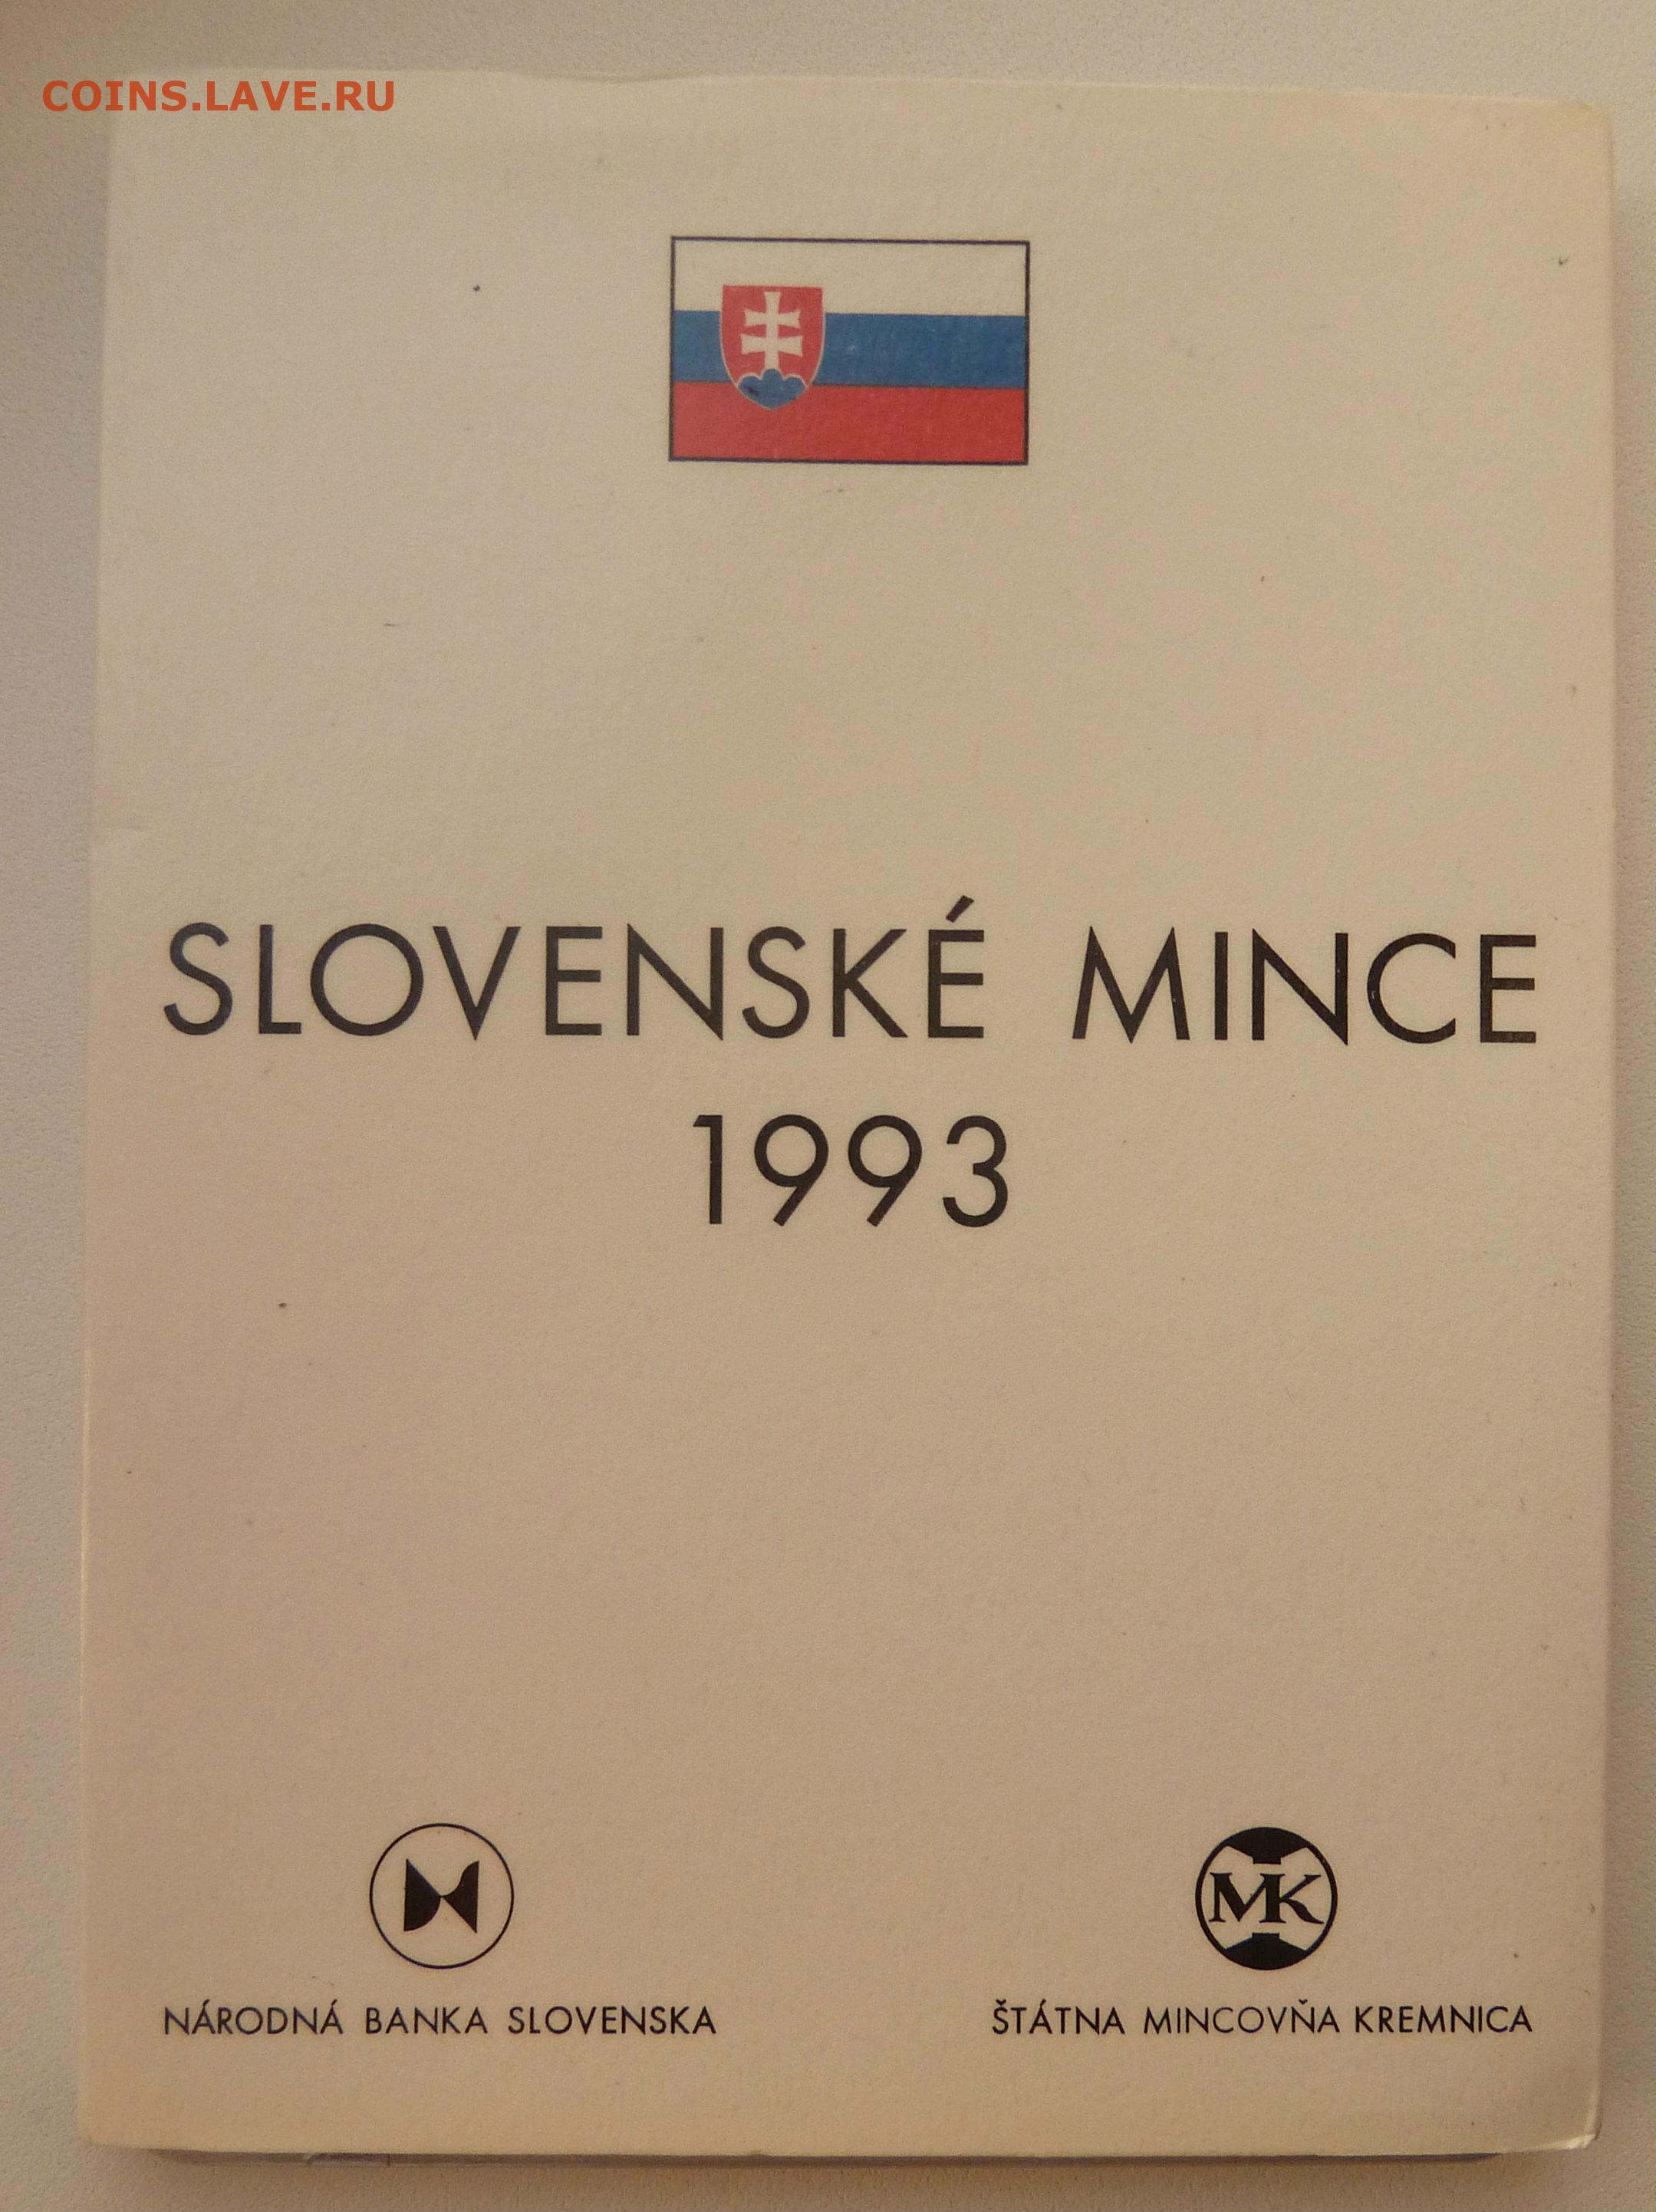 COINS.LAVE.RU
SLOVENSKÉ MINCE
1993
MK
NÁRODNÁ BANKA SLOVENSKA
ŠTÁTNA MINCOVŇA KREMNICA